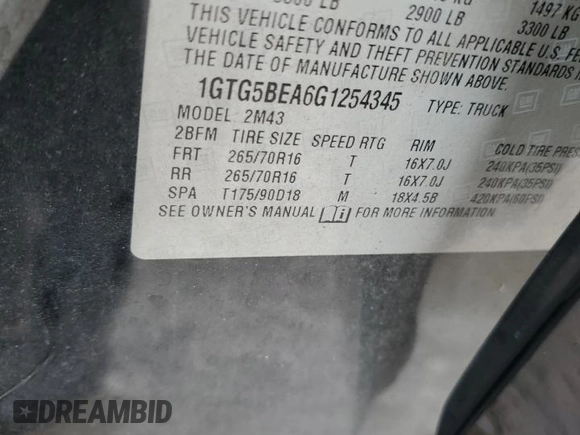 LB
2900 LB
1497 KG
3300 LB
THIS VEHICLE CONFORMS TO ALL APPLICABLE U.S. FE
VEHICLE SAFETY AND THEFT PREVENTION STANDARDS IN
THE DATE OF MANUFACTURE SHOWN ABOVE.
1GTG5BEA6G1254345 TYPE: TRUCK
MODEL 2M43
2BFM TIRE SIZE SPEED RTG RIM COLD TIRE PRES
FRT 265/70R16 T 16X7.0J 240KPA(35PSI)
RR 265/70R16 T 16X7.0J 240KPA(35PSI)
SPA T175/90D18 M 18X4.5B 420KPA(60PSI)
SEE OWNER'S MANUAL FOR MORE INFORMATION
DREAMBID